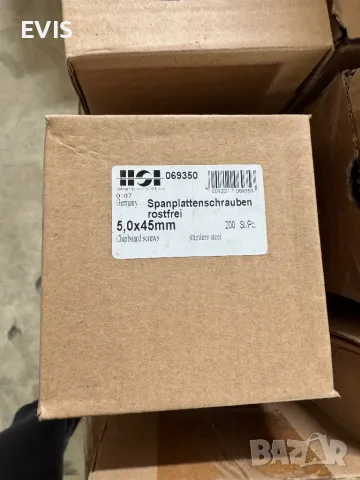 EVIS
HSI 069350
Germany Spanplattenschrauben
rostfrei
5,0x45mm 200 St./Pc.
Chipboard screws stainless steel
BAZAR